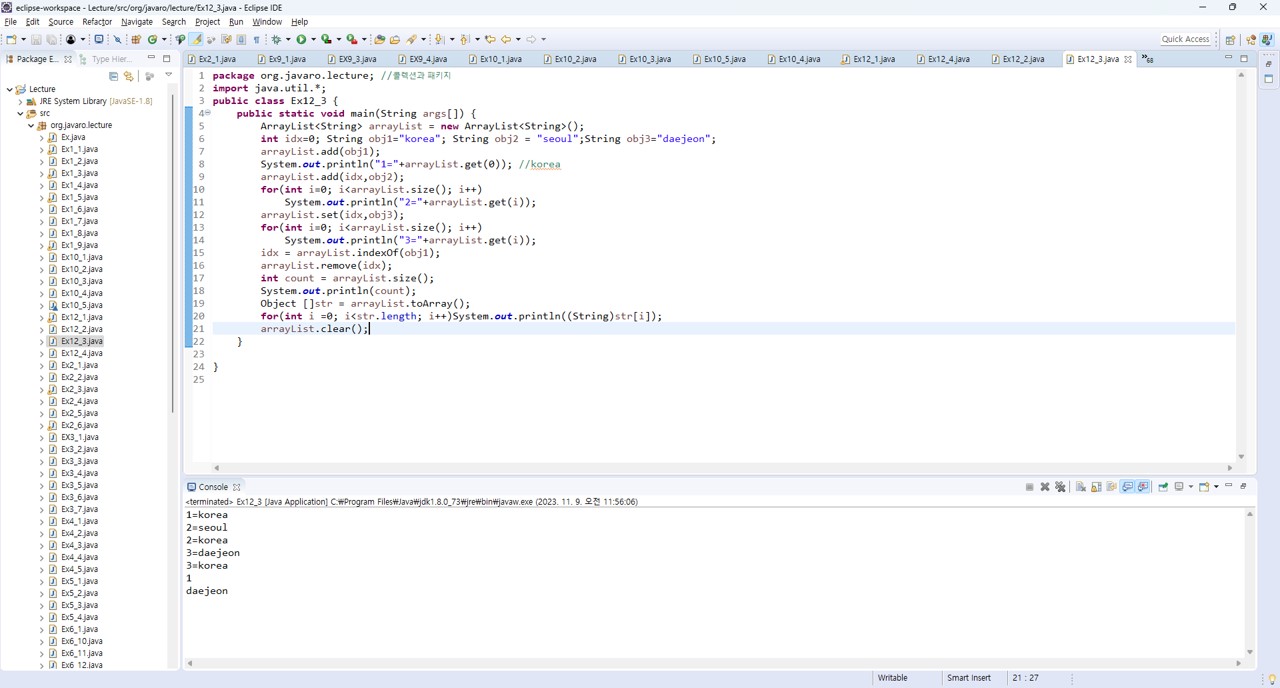 eclipse-workspace - Lecture/src/org/javaro/lecture/Ex12_3.java - Eclipse IDE
File Edit Source Refactor Navigate Search Project Run Window Help
Quick Access
Package E... Type Hier...
Ex2_1.java Ex9_1.java EX9_3.java EX9_4.java Ex10_1.java Ex10_2.java Ex10_3.java Ex10_5.java Ex10_4.java Ex12_1.java Ex12_4.java Ex12_2.java Ex12_3.java »68
Lecture
JRE System Library [JavaSE-1.8]
src
org.javaro.lecture
Ex.java
Ex1_1.java
Ex1_2.java
Ex1_3.java
Ex1_4.java
Ex1_5.java
Ex1_6.java
Ex1_7.java
Ex1_8.java
Ex1_9.java
Ex10_1.java
Ex10_2.java
Ex10_3.java
Ex10_4.java
Ex10_5.java
Ex12_1.java
Ex12_2.java
Ex12_3.java
Ex12_4.java
Ex2_1.java
Ex2_2.java
Ex2_3.java
Ex2_4.java
Ex2_5.java
Ex2_6.java
EX3_1.java
Ex3_2.java
Ex3_3.java
Ex3_4.java
Ex3_5.java
Ex3_6.java
Ex3_7.java
Ex4_1.java
Ex4_2.java
Ex4_3.java
Ex4_4.java
Ex4_5.java
Ex5_1.java
Ex5_2.java
Ex5_3.java
Ex5_4.java
Ex6_1.java
Ex6_10.java
Ex6_11.java
Ex6_12.java
1 package org.javaro.lecture; //콜렉션과 패키지
2 import java.util.*;
3 public class Ex12_3 {
4 public static void main(String args[]) {
5 ArrayList<String> arrayList = new ArrayList<String>();
6 int idx=0; String obj1="korea"; String obj2 = "seoul";String obj3="daejeon";
7 arrayList.add(obj1);
8 System.out.println("1="+arrayList.get(0)); //korea
9 arrayList.add(idx,obj2);
10 for(int i=0; i<arrayList.size(); i++)
11 System.out.println("2="+arrayList.get(i));
12 arrayList.set(idx,obj3);
13 for(int i=0; i<arrayList.size(); i++)
14 System.out.println("3="+arrayList.get(i));
15 idx = arrayList.indexOf(obj1);
16 arrayList.remove(idx);
17 int count = arrayList.size();
18 System.out.println(count);
19 Object []str = arrayList.toArray();
20 for(int i =0; i<str.length; i++)System.out.println((String)str[i]);
21 arrayList.clear();
22 }
23
24 }
25
Console
<terminated> Ex12_3 [Java Application] C:₩Program Files₩Java₩jdk1.8.0_73₩jre₩bin₩javaw.exe (2023. 11. 9. 오전 11:56:06)
1=korea
2=seoul
2=korea
3=daejeon
3=korea
1
daejeon
Writable Smart Insert 21 : 27